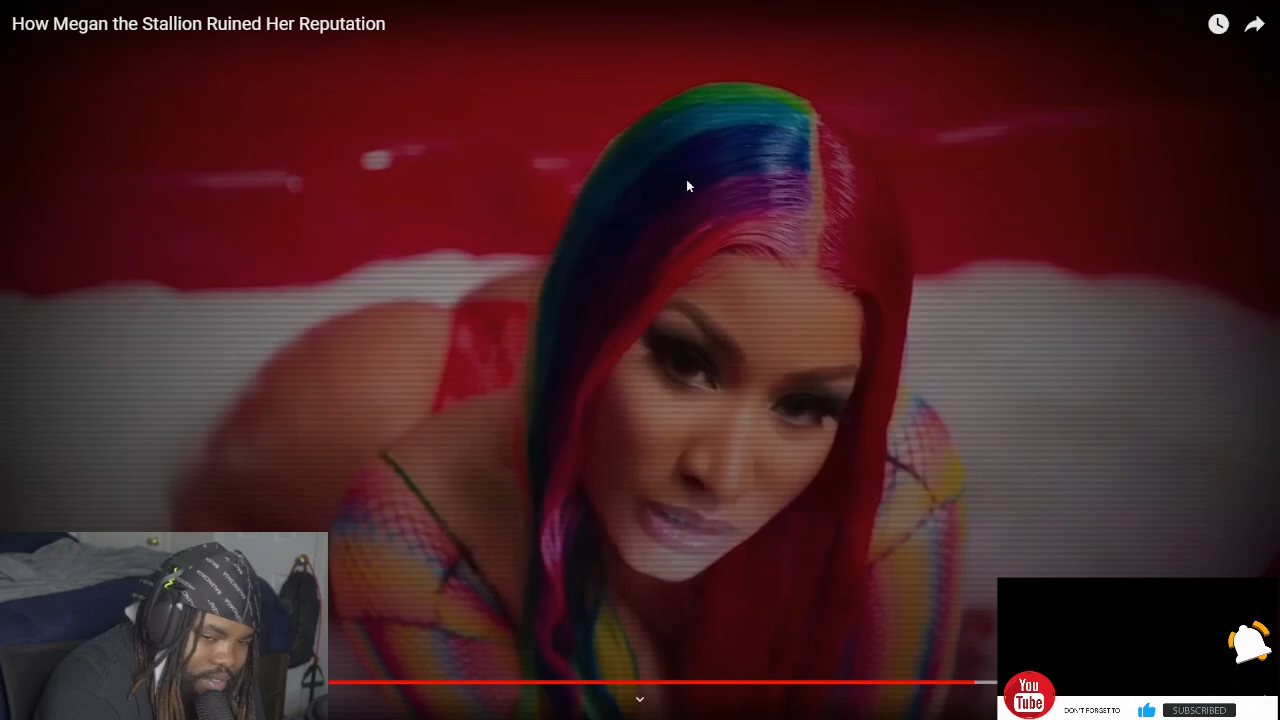 How Megan the Stallion Ruined Her Reputation
You
Tube
DON'T FORGET TO
SUBSCRIBED